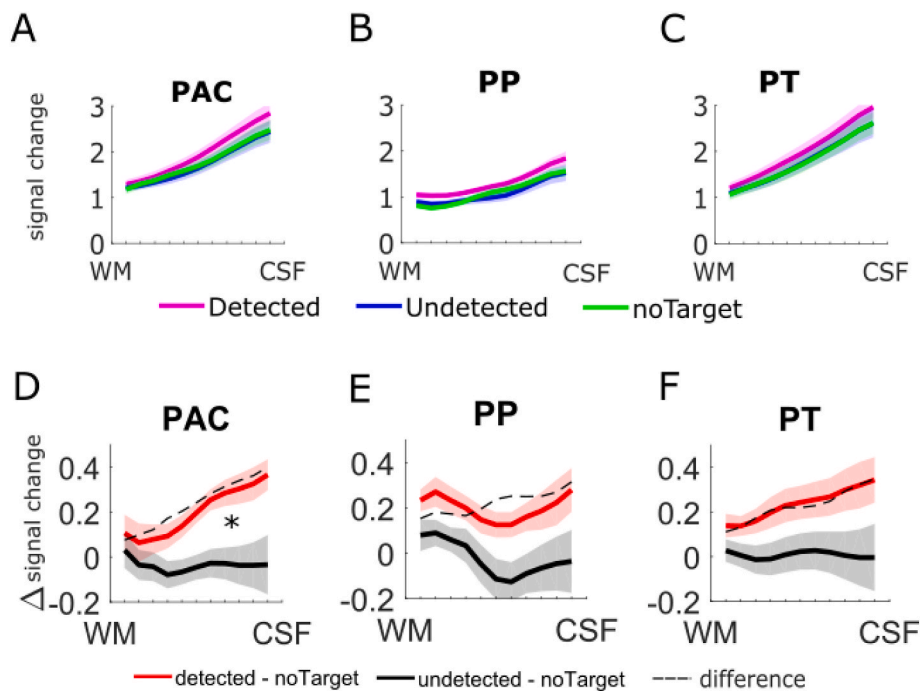 A
B
C
PAC
PP
PT
signal change
3
2
1
0
3
2
1
0
3
2
1
0
WM
CSF
WM
CSF
WM
CSF
Detected
Undetected
noTarget
D
E
F
PAC
PP
PT
Δ signal change
0.4
0.2
0
-0.2
0.4
0.2
0
-0.2
0.4
0.2
0
-0.2
*
WM
CSF
WM
CSF
WM
CSF
detected - noTarget
undetected - noTarget
difference